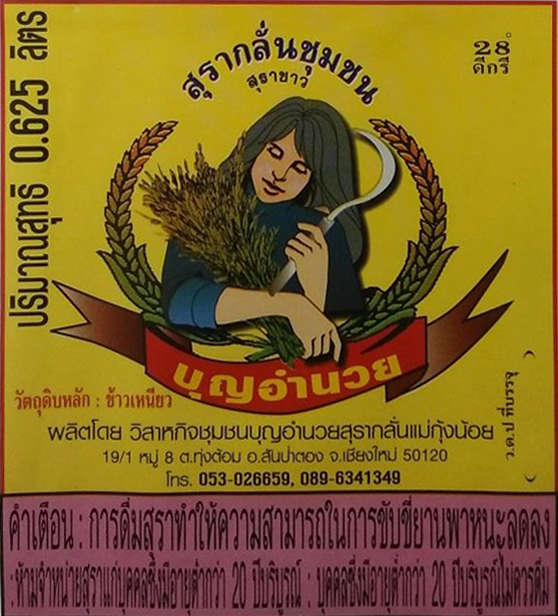 สุรากลั่นชุมชน
สุราขาว
28°
ดีกรี
ปริมาณสุทธิ 0.625 ลิตร
บุญอำนวย
วัตถุดิบหลัก : ข้าวเหนียว
ผลิตโดย วิสาหกิจชุมชนบุญอำนวยสุรากลั่นแม่กุ้งน้อย
19/1 หมู่ 8 ต.ทุ่งต้อม อ.สันป่าตอง จ.เชียงใหม่ 50120
โทร. 053-026659, 089-6341349
ว.ด.ป ที่บรรจุ
คำเตือน : การดื่มสุราทำให้ความสามารถในการขับขี่ยานพาหนะลดลง
·ห้ามจำหน่ายสุราแก่บุคคลซึ่งมีอายุต่ำกว่า 20 ปีบริบูรณ์ · บุคคลซึ่งมีอายุต่ำกว่า 20 ปีบริบูรณ์ไม่ควรดื่ม